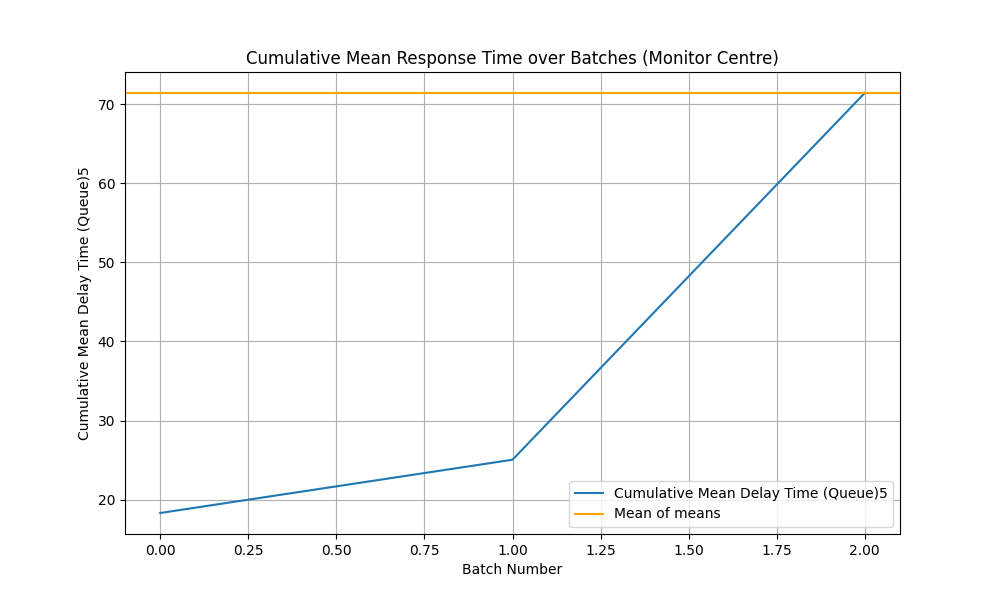 Cumulative Mean Response Time over Batches (Monitor Centre)
Cumulative Mean Delay Time (Queue)5
70
60
50
40
30
20
0.00 0.25 0.50 0.75 1.00 1.25 1.50 1.75 2.00
Batch Number
Cumulative Mean Delay Time (Queue)5
Mean of means